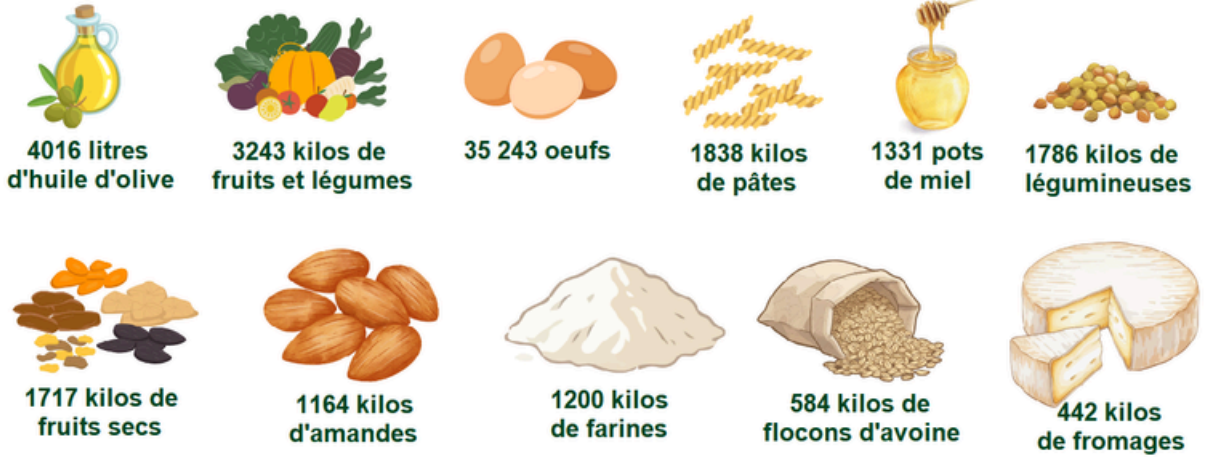 4016 litres
d'huile d'olive
3243 kilos de
fruits et légumes
35 243 oeufs
1838 kilos
de pâtes
1331 pots
de miel
1786 kilos de
légumineuses
1717 kilos de
fruits secs
1164 kilos
d'amandes
1200 kilos
de farines
584 kilos de
flocons d'avoine
442 kilos
de fromages